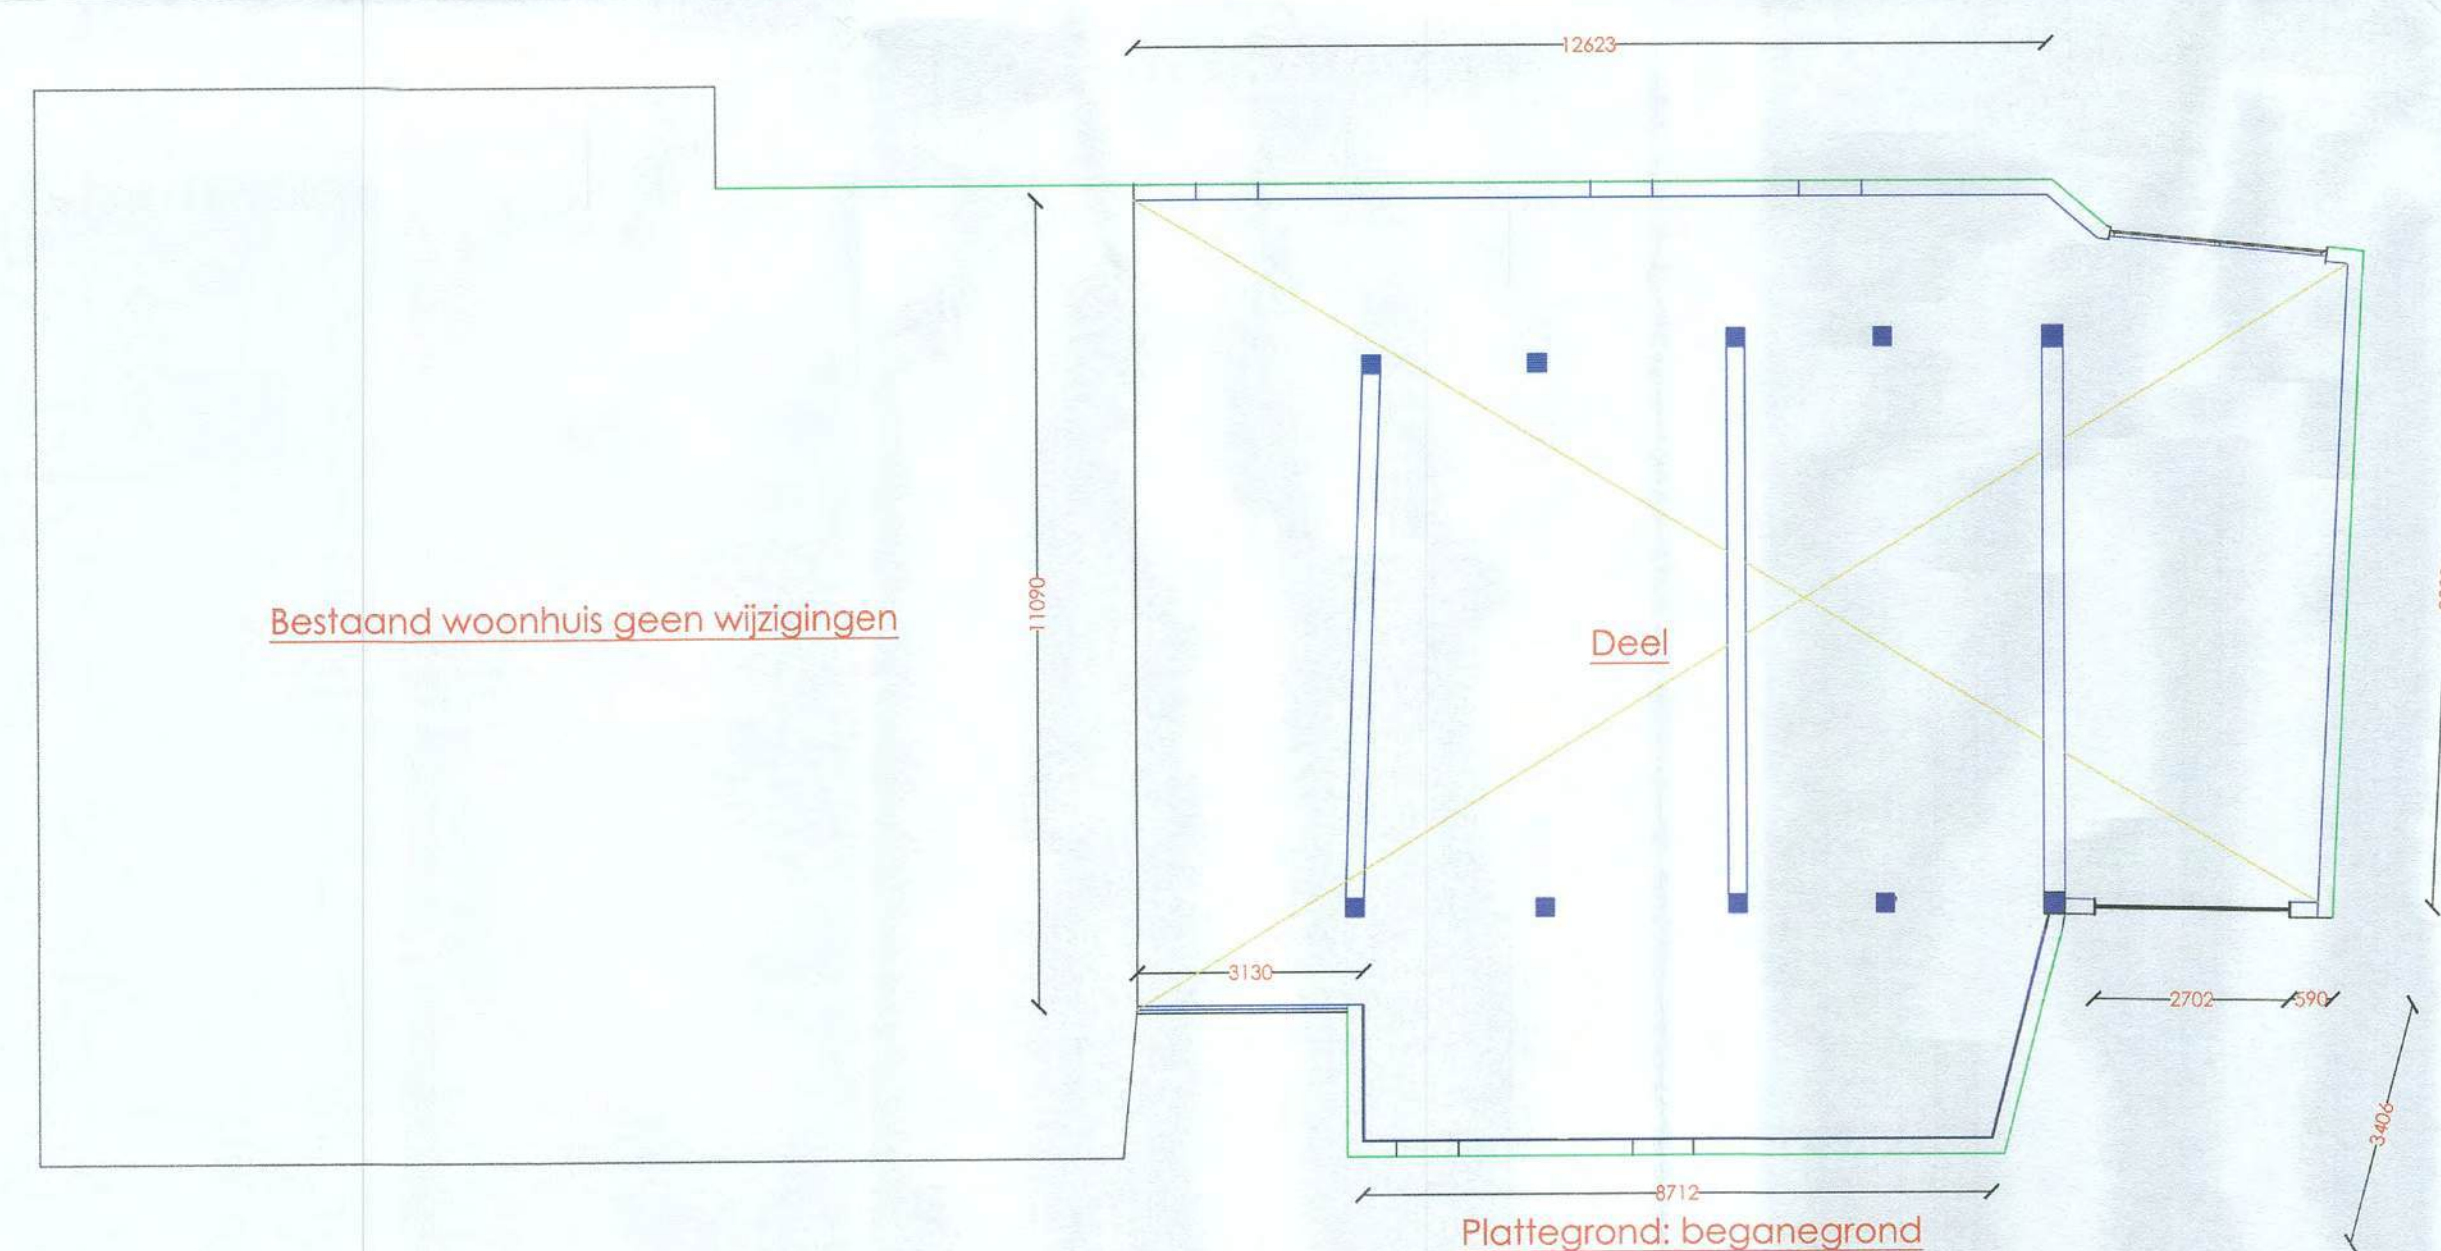 12623
11090
Bestaand woonhuis geen wijzigingen
Deel
3130
2702
590
3406
8712
Plattegrond: beganegrond